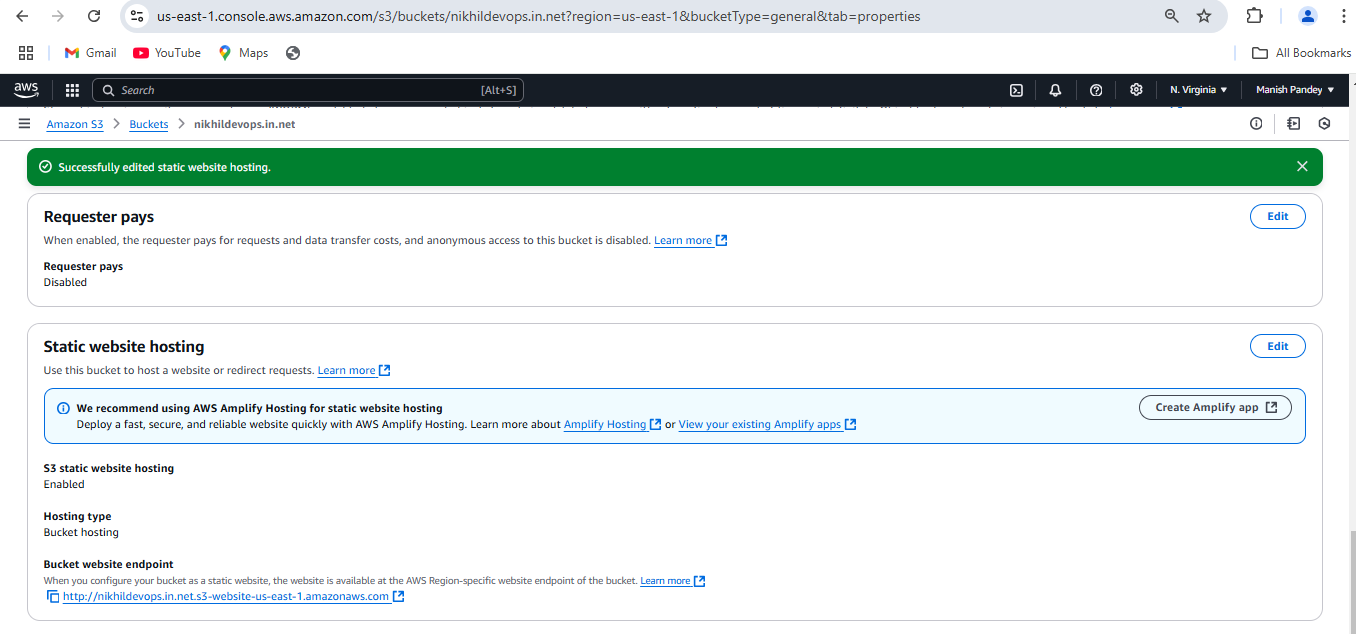 us-east-1.console.aws.amazon.com/s3/buckets/nikhildevops.in.net?region=us-east-1&bucketType=general&tab=properties
Gmail YouTube Maps All Bookmarks
aws Search [Alt+S] N. Virginia Manish Pandey
Amazon S3 Buckets nikhildevops.in.net
Successfully edited static website hosting.
Requester pays Edit
When enabled, the requester pays for requests and data transfer costs, and anonymous access to this bucket is disabled. Learn more
Requester pays
Disabled
Static website hosting Edit
Use this bucket to host a website or redirect requests. Learn more
We recommend using AWS Amplify Hosting for static website hosting Create Amplify app
Deploy a fast, secure, and reliable website quickly with AWS Amplify Hosting. Learn more about Amplify Hosting or View your existing Amplify apps
S3 static website hosting
Enabled
Hosting type
Bucket hosting
Bucket website endpoint
When you configure your bucket as a static website, the website is available at the AWS Region-specific website endpoint of the bucket. Learn more
http://nikhildevops.in.net.s3-website-us-east-1.amazonaws.com